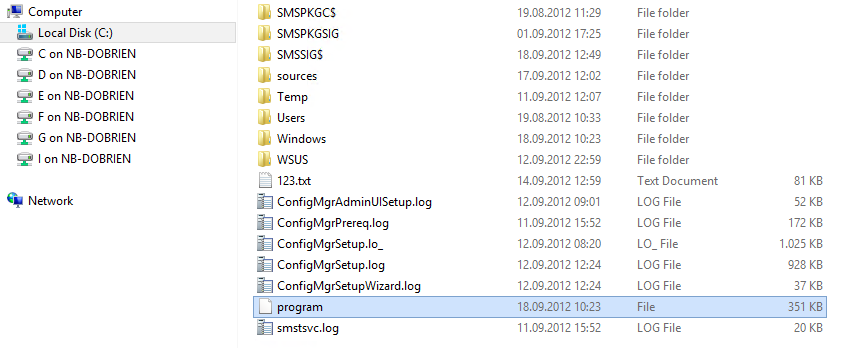 Computer
Local Disk (C:)
C on NB-DOBRIEN
D on NB-DOBRIEN
E on NB-DOBRIEN
F on NB-DOBRIEN
G on NB-DOBRIEN
I on NB-DOBRIEN
Network
SMSPKGC$ 19.08.2012 11:29 File folder
SMSPKGSIG 01.09.2012 17:25 File folder
SMSSIG$ 18.09.2012 12:49 File folder
sources 17.09.2012 12:02 File folder
Temp 11.09.2012 12:07 File folder
Users 19.08.2012 10:33 File folder
Windows 18.09.2012 10:23 File folder
WSUS 12.09.2012 22:59 File folder
123.txt 14.09.2012 12:59 Text Document 81 KB
ConfigMgrAdminUISetup.log 12.09.2012 09:01 LOG File 52 KB
ConfigMgrPrereq.log 11.09.2012 15:52 LOG File 172 KB
ConfigMgrSetup.lo_ 12.09.2012 08:20 LO_ File 1.025 KB
ConfigMgrSetup.log 12.09.2012 12:24 LOG File 928 KB
ConfigMgrSetupWizard.log 12.09.2012 12:24 LOG File 37 KB
program 18.09.2012 10:23 File 351 KB
smstsvc.log 11.09.2012 15:52 LOG File 20 KB